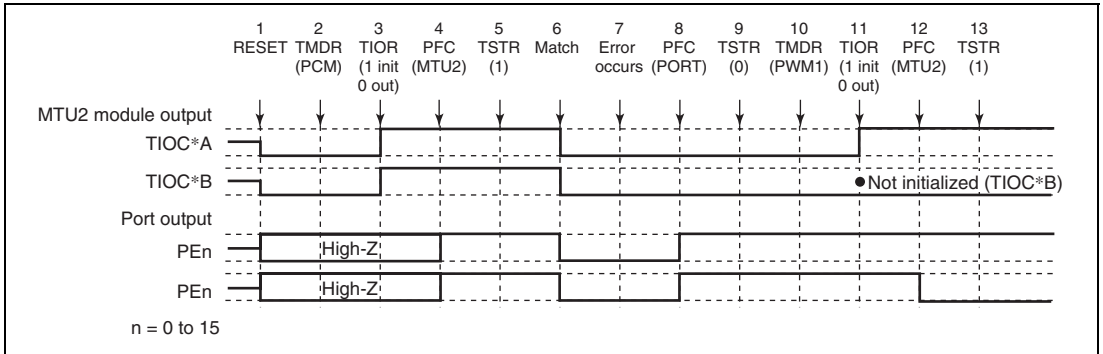 1 2 3 4 5 6 7 8 9 10 11 12 13
RESET TMDR TIOR PFC TSTR Match Error PFC TSTR TMDR TIOR PFC TSTR
(PCM) (1 init (MTU2) (1) occurs (PORT) (0) (PWM1) (1 init (MTU2) (1)
0 out) 0 out)
MTU2 module output
TIOC*A
TIOC*B
●Not initialized (TIOC*B)
Port output
PEn
High-Z
PEn
High-Z
n = 0 to 15